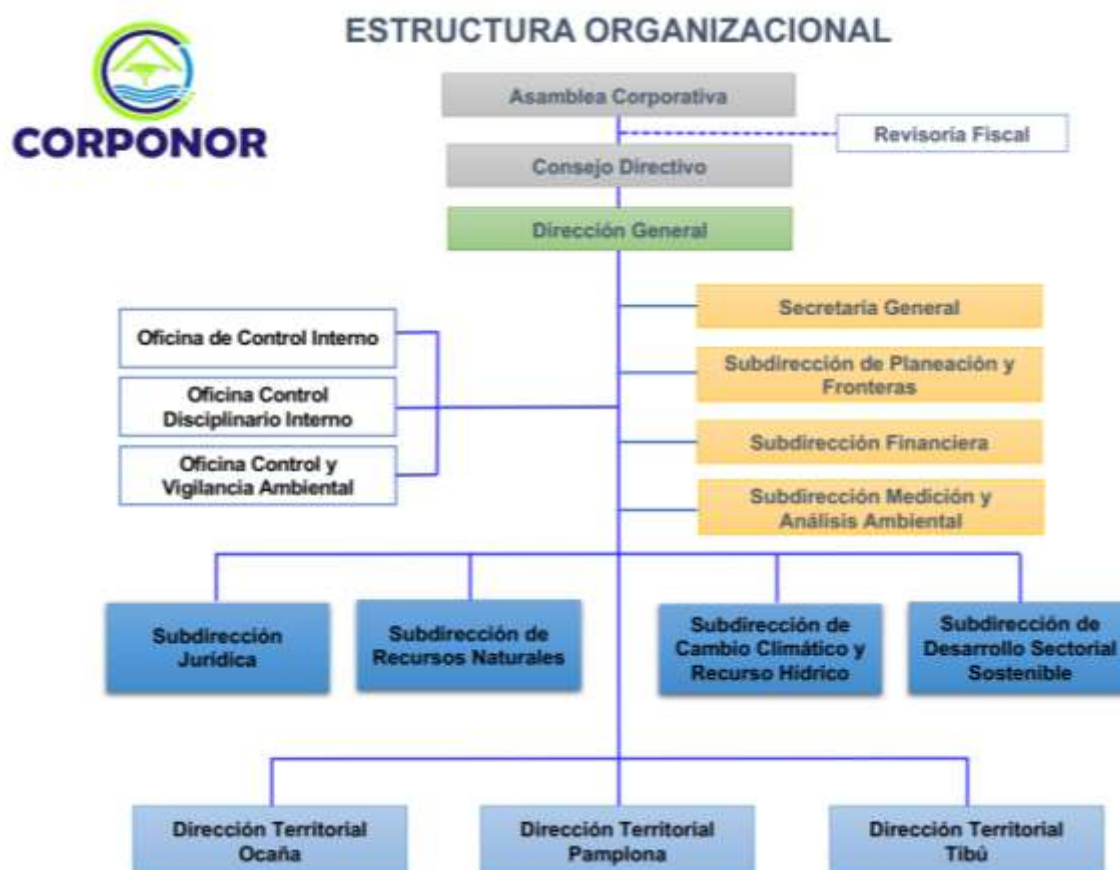 ESTRUCTURA ORGANIZACIONAL
CORPONOR
Asamblea Corporativa
Revisoría Fiscal
Consejo Directivo
Dirección General
Secretaria General
Oficina de Control Interno
Subdirección de Planeación y
Fronteras
Oficina Control
Disciplinario Interno
Subdirección Financiera
Oficina Control y
Vigilancia Ambiental
Subdirección Medición y
Análisis Ambiental
Subdirección
Jurídica
Subdirección de
Recursos Naturales
Subdirección de
Cambio Climático y
Recurso Hídrico
Subdirección de
Desarrollo Sectorial
Sostenible
Dirección Territorial
Ocaña
Dirección Territorial
Pamplona
Dirección Territorial
Tibú